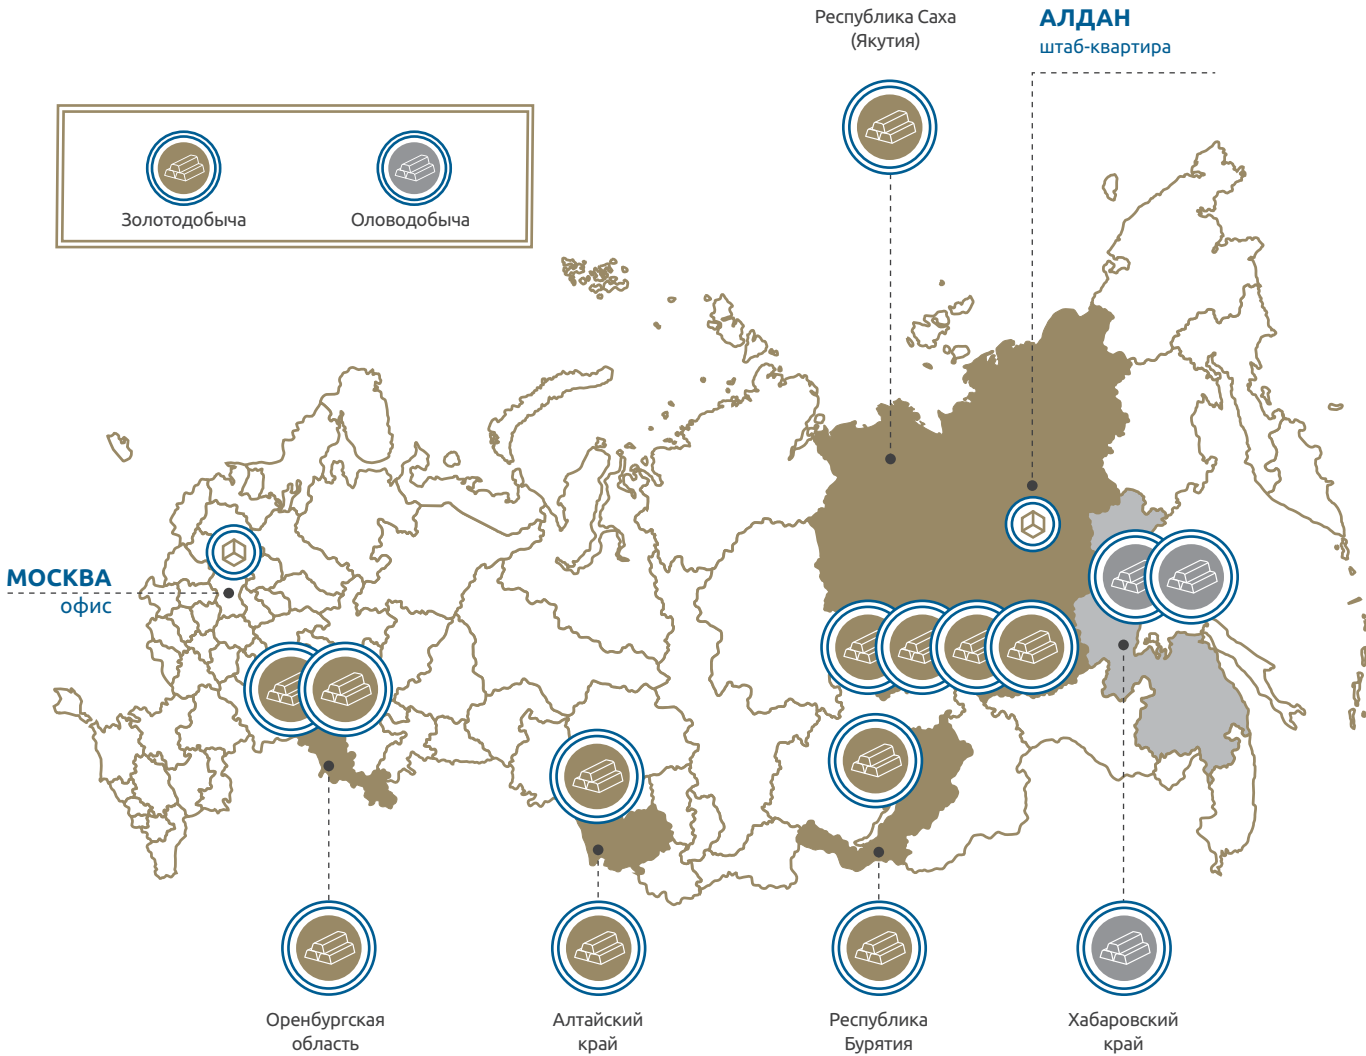 Республика Саха
(Якутия)
АЛДАН
штаб-квартира
Золотодобыча
Оловодобыча
МОСКВА
офис
Оренбургская
область
Алтайский
край
Республика
Бурятия
Хабаровский
край